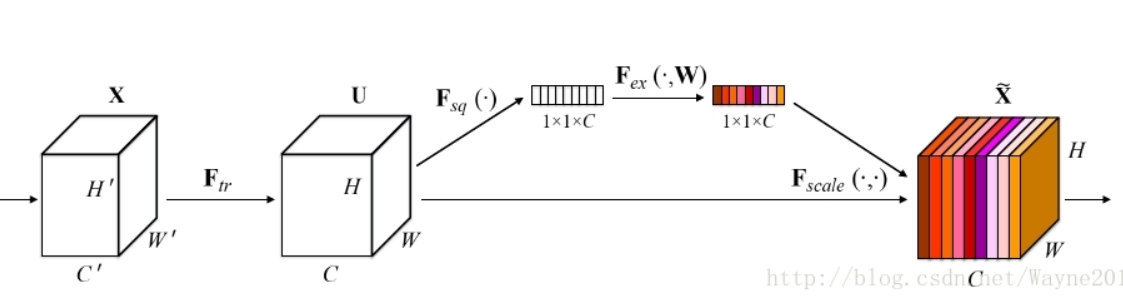 X
U
F_sq (·)
F_ex (·,W)
1×1×C
1×1×C
X̃
H
H′
F_tr
H
F_scale (·,·)
W′
W
W
C′
C
C
http://blog.csdn.net/Wayne201